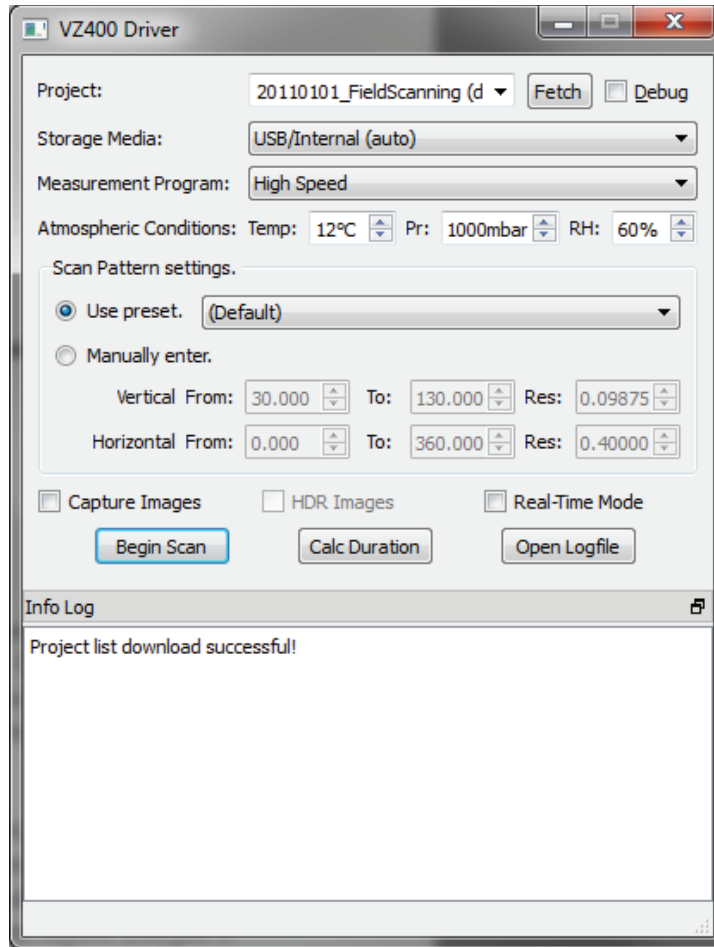 VZ400 Driver
Project: 20110101_FieldScanning (d Fetch Debug
Storage Media: USB/Internal (auto)
Measurement Program: High Speed
Atmospheric Conditions: Temp: 12ºC Pr: 1000mbar RH: 60%
Scan Pattern settings.
Use preset. (Default)
Manually enter.
Vertical From: 30.000 To: 130.000 Res: 0.09875
Horizontal From: 0.000 To: 360.000 Res: 0.40000
Capture Images HDR Images Real-Time Mode
Begin Scan Calc Duration Open Logfile
Info Log
Project list download successful!